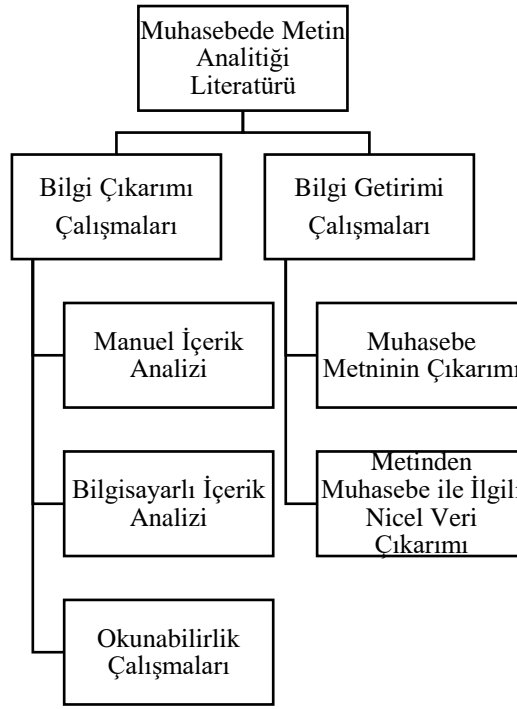 Muhasebede Metin
Analitiği
Literatürü
Bilgi Çıkarımı
Çalışmaları
Bilgi Getirimi
Çalışmaları
Manuel İçerik
Analizi
Muhasebe
Metninin Çıkarımı
Bilgisayarlı İçerik
Analizi
Metinden
Muhasebe ile İlgili
Nicel Veri
Çıkarımı
Okunabilirlik
Çalışmaları